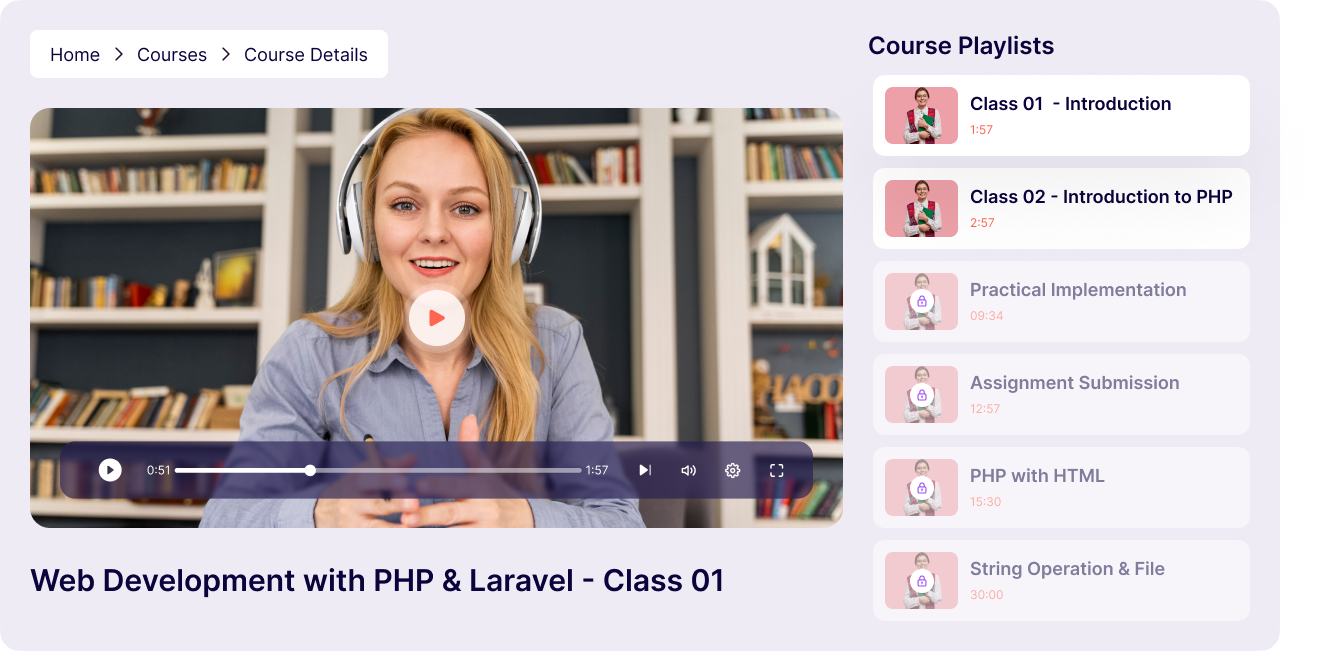 Home > Courses > Course Details
Course Playlists
Class 01 - Introduction
1:57
Class 02 - Introduction to PHP
2:57
Practical Implementation
09:34
Assignment Submission
12:57
PHP with HTML
15:30
String Operation & File
30:00
0:51
1:57
Web Development with PHP & Laravel - Class 01